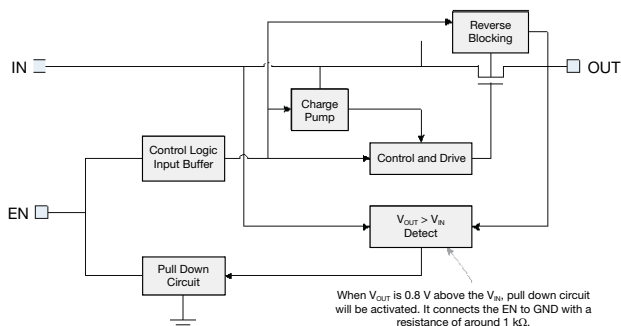 Reverse
Blocking
IN
OUT
Charge
Pump
Control Logic
Input Buffer
Control and Drive
EN
VOUT > VIN
Detect
Pull Down
Circuit
When VOUT is 0.8 V above the VIN, pull down circuit
will be activated. It connects the EN to GND with a
resistance of around 1 kΩ.